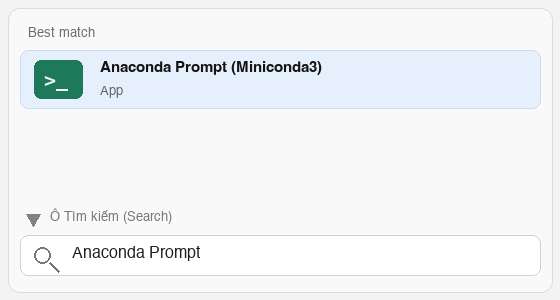 Best match
>_
Anaconda Prompt (Miniconda3)
App
Ô Tìm kiếm (Search)
Anaconda Prompt